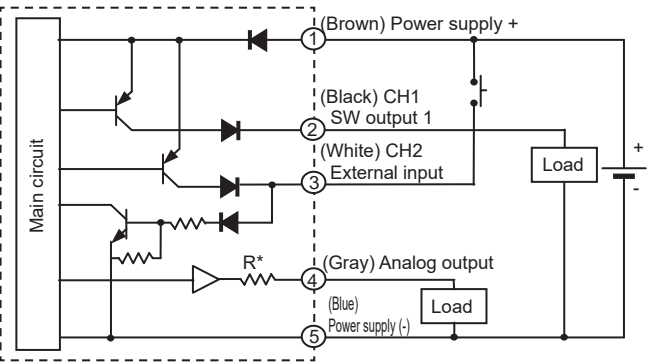 Main circuit
1
(Brown) Power supply +
(Black) CH1
SW output 1
2
(White) CH2
External input
3
R*
(Gray) Analog output
4
(Blue)
Power supply (-)
5
Load
Load
+
-